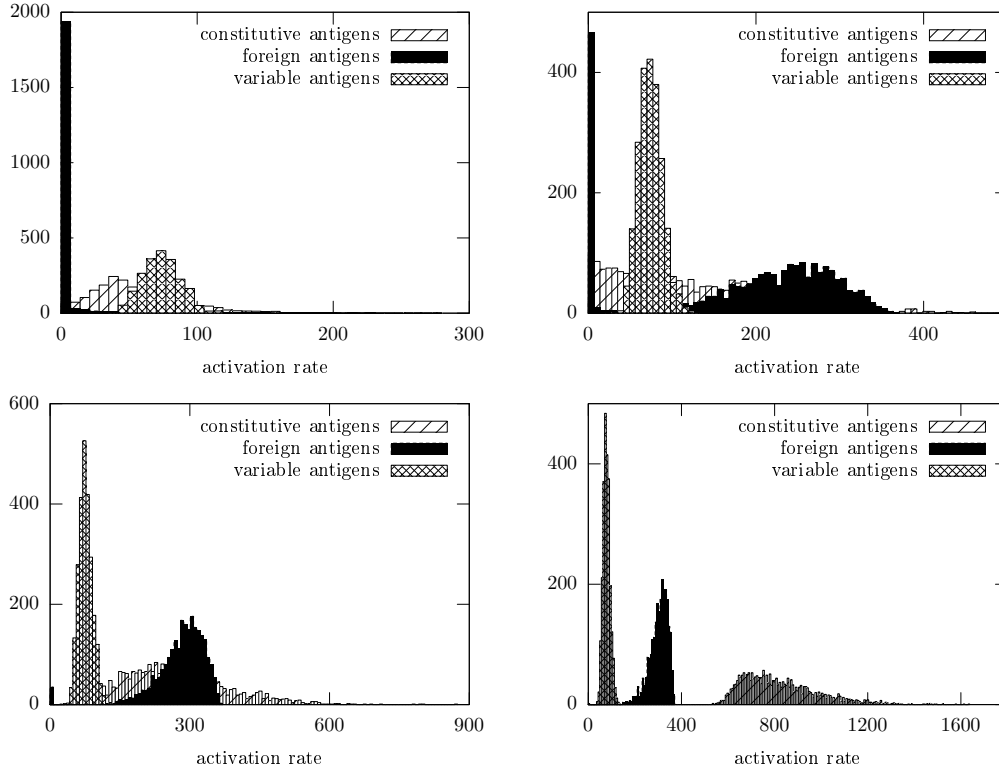 2000
1500
1000
500
0
0 100 200 300
activation rate
constitutive antigens
foreign antigens
variable antigens
400
200
0
0 200 400
activation rate
constitutive antigens
foreign antigens
variable antigens
600
400
200
0
0 300 600 900
activation rate
constitutive antigens
foreign antigens
variable antigens
400
200
0
0 400 800 1200 1600
activation rate
constitutive antigens
foreign antigens
variable antigens